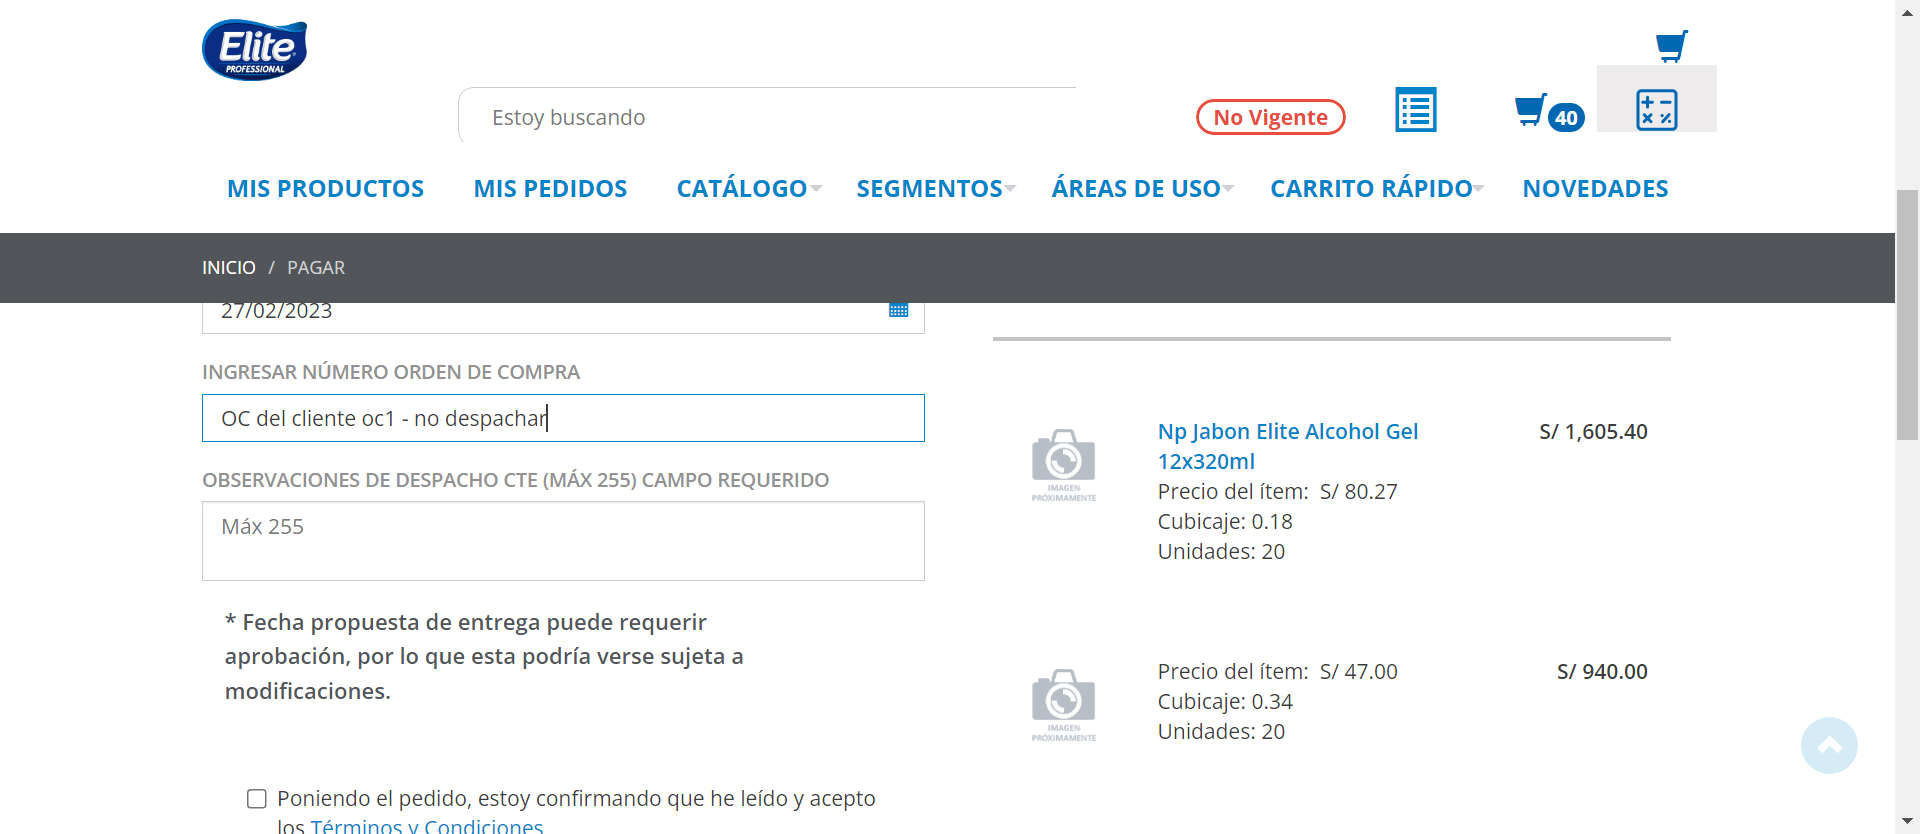 Elite
PROFESSIONAL
Estoy buscando
No Vigente
40
MIS PRODUCTOS
MIS PEDIDOS
CATÁLOGO
SEGMENTOS
ÁREAS DE USO
CARRITO RÁPIDO
NOVEDADES
INICIO / PAGAR
27/02/2023
INGRESAR NÚMERO ORDEN DE COMPRA
OC del cliente oc1 - no despachar
OBSERVACIONES DE DESPACHO CTE (MÁX 255) CAMPO REQUERIDO
Máx 255
* Fecha propuesta de entrega puede requerir
aprobación, por lo que esta podría verse sujeta a
modificaciones.
Poniendo el pedido, estoy confirmando que he leído y acepto
los Términos y Condiciones
IMAGEN
PRÓXIMAMENTE
Np Jabon Elite Alcohol Gel
12x320ml
S/ 1,605.40
Precio del ítem: S/ 80.27
Cubicaje: 0.18
Unidades: 20
IMAGEN
PRÓXIMAMENTE
Precio del ítem: S/ 47.00
S/ 940.00
Cubicaje: 0.34
Unidades: 20